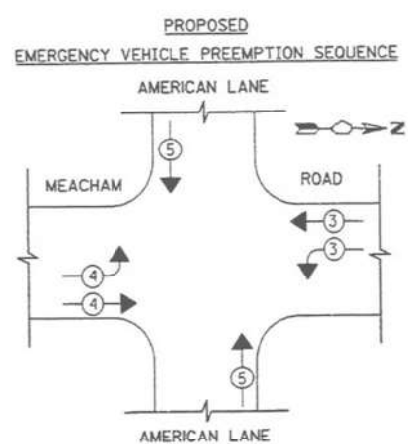 PROPOSED
EMERGENCY VEHICLE PREEMPTION SEQUENCE
AMERICAN LANE
N
5
MEACHAM ROAD
3
3
4
4
5
AMERICAN LANE